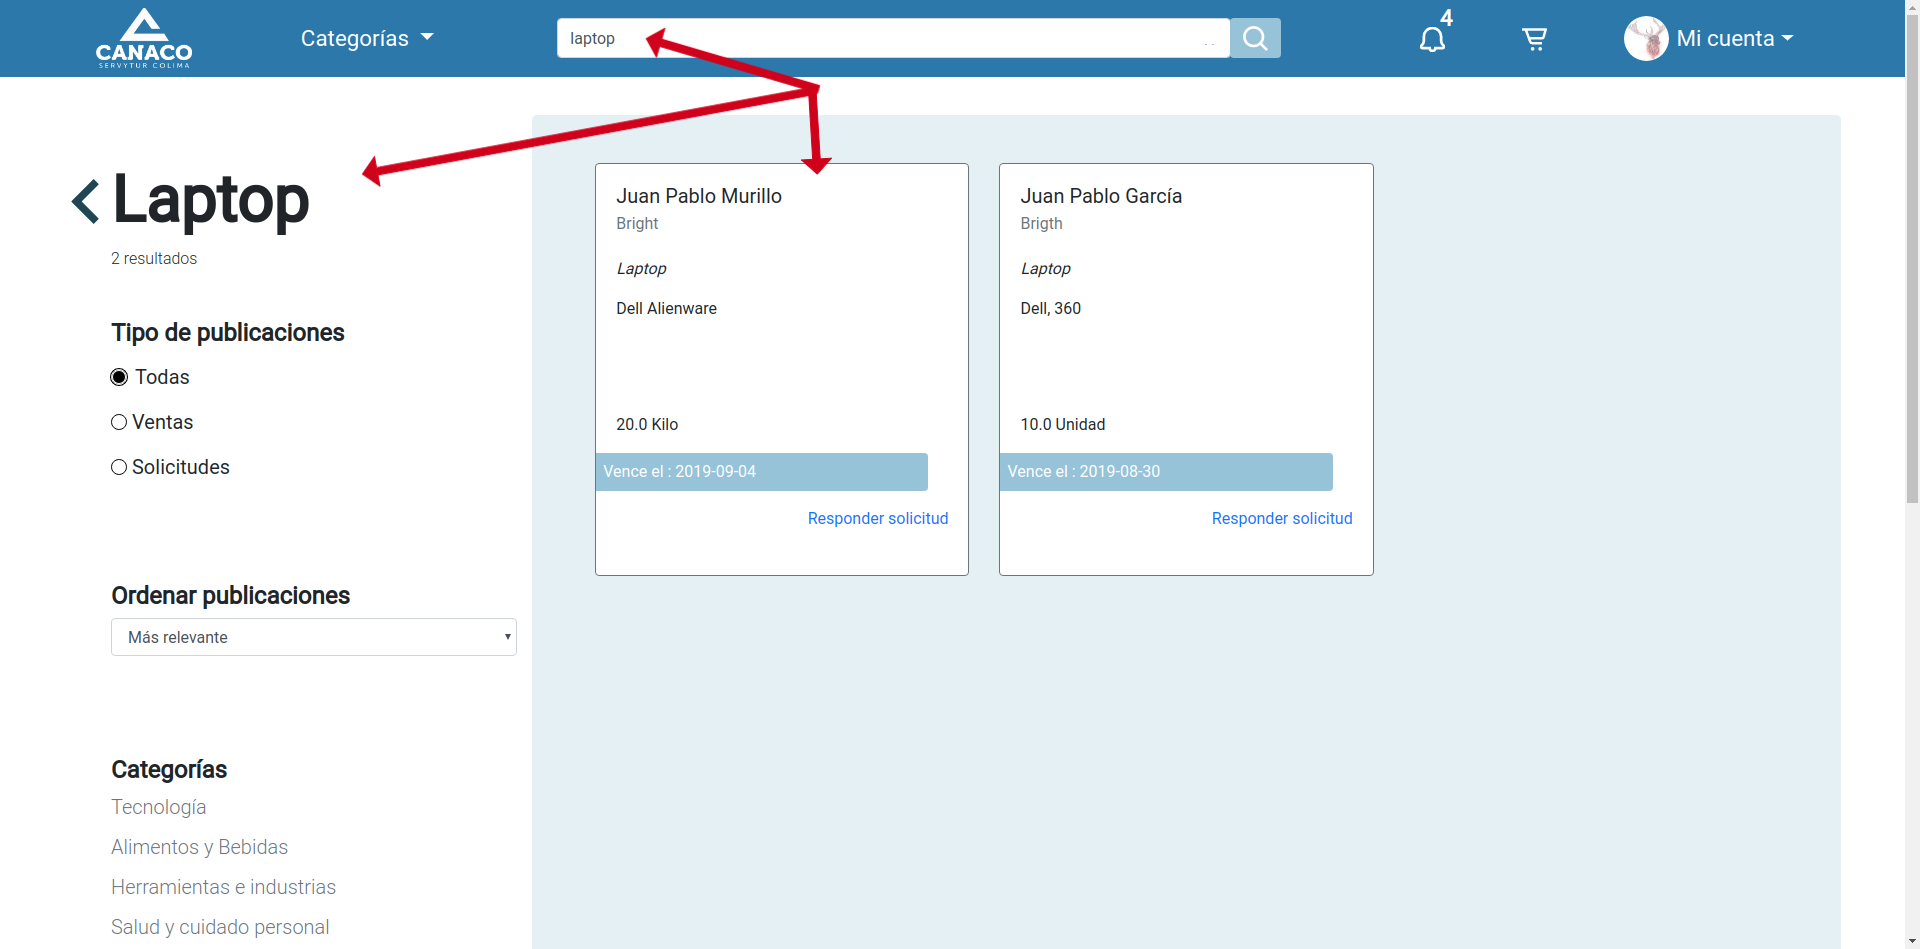 CANACO
SERVYTUR COLIMA
Categorías
laptop
4
Mi cuenta
Laptop
2 resultados
Tipo de publicaciones
Todas
Ventas
Solicitudes
Ordenar publicaciones
Más relevante
Categorías
Tecnología
Alimentos y Bebidas
Herramientas e industrias
Salud y cuidado personal
Juan Pablo Murillo
Bright
Laptop
Dell Alienware
20.0 Kilo
Vence el : 2019-09-04
Responder solicitud
Juan Pablo García
Brigth
Laptop
Dell, 360
10.0 Unidad
Vence el : 2019-08-30
Responder solicitud